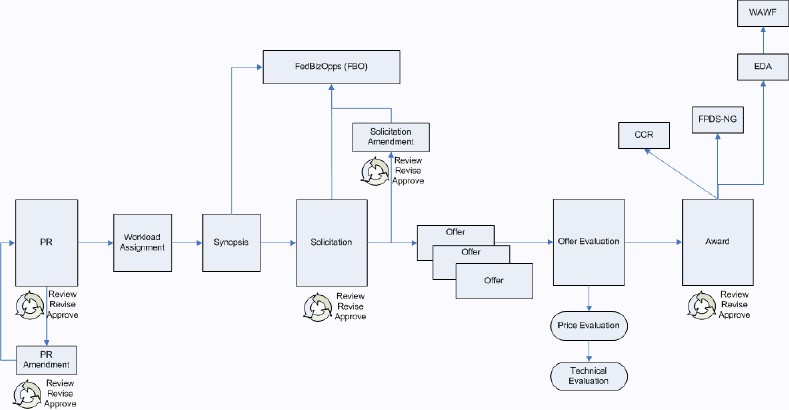 WAWF
EDA
FedBizOpps (FBO)
FPDS-NG
CCR
Solicitation
Amendment
Review
Revise
Approve
PR
Workload
Assignment
Synopsis
Solicitation
Offer
Offer
Offer
Offer Evaluation
Award
Review
Revise
Approve
Review
Revise
Approve
Review
Revise
Approve
Price Evaluation
PR
Amendment
Technical
Evaluation
Review
Revise
Approve